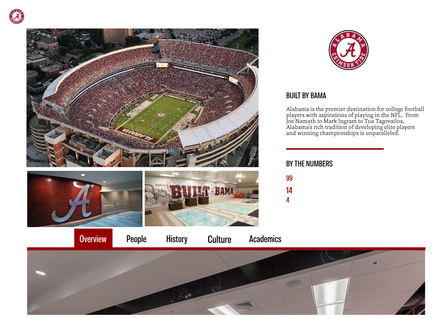 ALABAMA
A
CRIMSON TIDE
BUILT BY BAMA
Alabama is the premier destination for college football
players with aspirations of playing in the NFL. From
Joe Namath to Mark Ingram to Tua Tagovailoa,
Alabama's rich tradition of developing elite players
and winning championships is unparalleled.
BY THE NUMBERS
99
14
4
A
BUILT BAMA
Overview
People
History
Culture
Academics